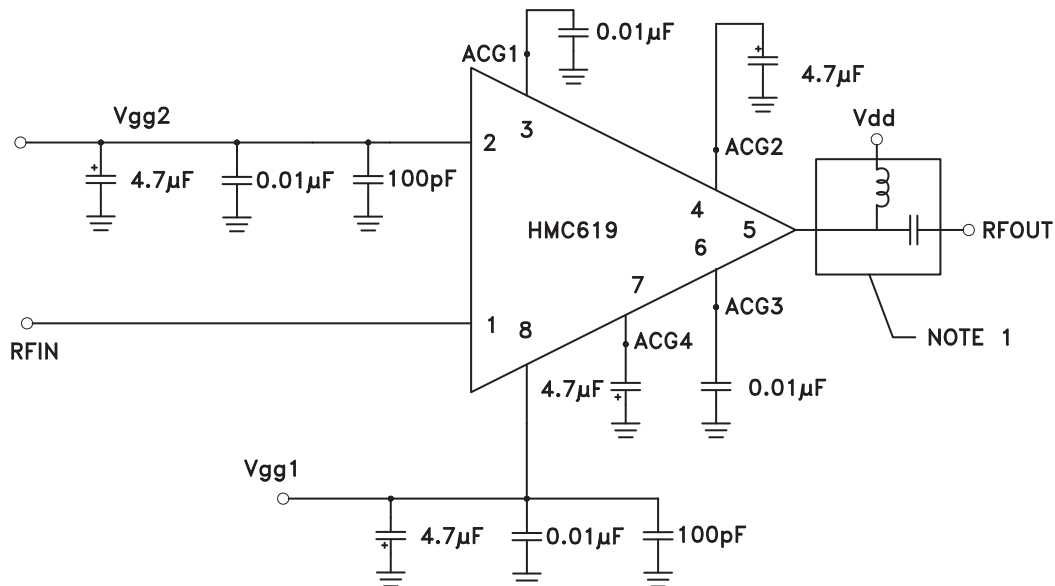 ACG1
0.01µF
4.7µF
Vgg2
Vdd
2
3
ACG2
4.7µF
0.01µF
100pF
4
HMC619
5
RFOUT
6
7
ACG3
1
8
NOTE 1
RFIN
ACG4
4.7µF
0.01µF
Vgg1
4.7µF
0.01µF
100pF
+
+
+
+